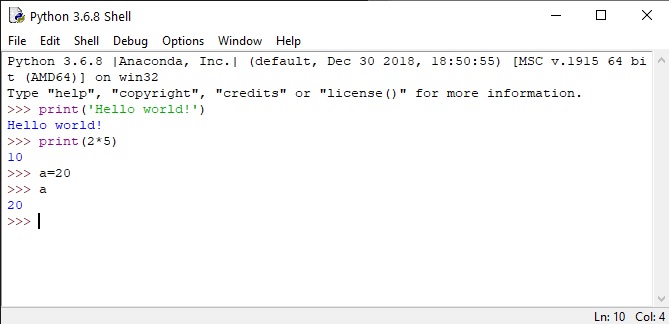 Python 3.6.8 Shell
File Edit Shell Debug Options Window Help
Python 3.6.8 |Anaconda, Inc.| (default, Dec 30 2018, 18:50:55) [MSC v.1915 64 bi
t (AMD64)] on win32
Type "help", "copyright", "credits" or "license()" for more information.
>>> print('Hello world!')
Hello world!
>>> print(2*5)
10
>>> a=20
>>> a
20
>>>
Ln: 10 Col: 4